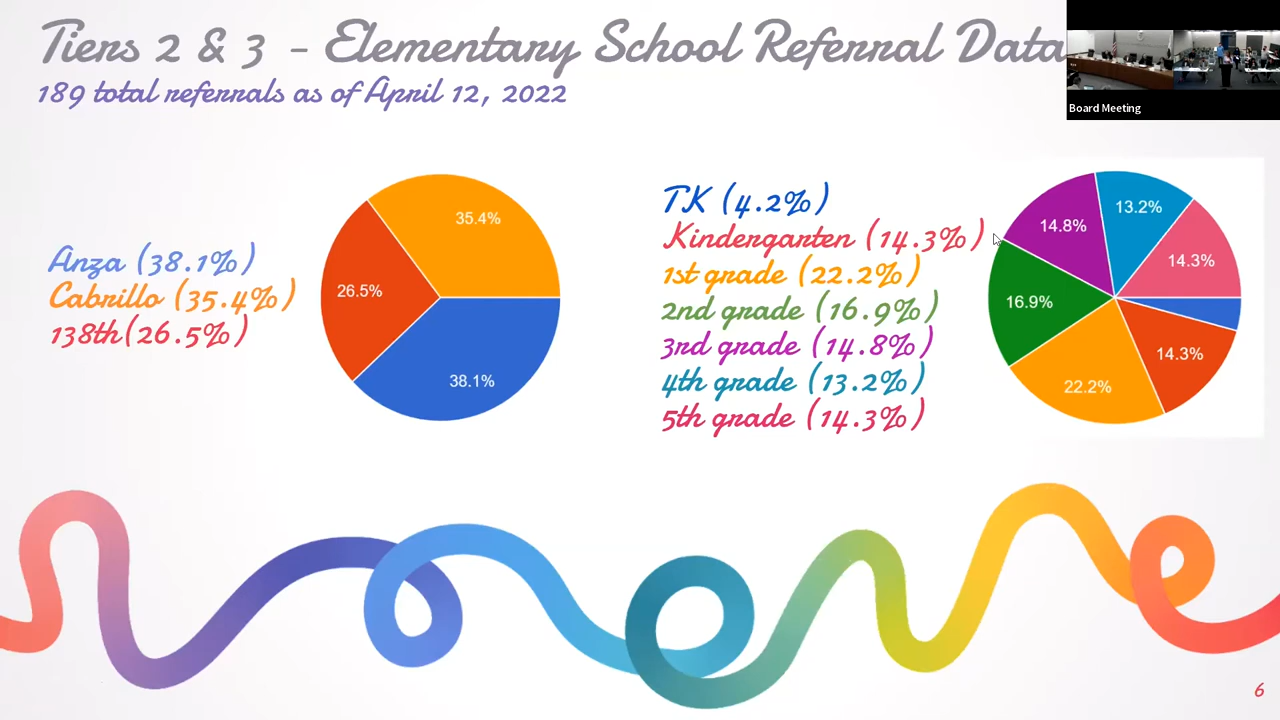 Tiers 2 & 3 - Elementary School Referral Data
189 total referrals as of April 12, 2022
Board Meeting
Anza (38.1%)
Cabrillo (35.4%)
138th(26.5%)
35.4%
26.5%
38.1%
TK (4.2%)
Kindergarten (14.3%)
1st grade (22.2%)
2nd grade (16.9%)
3rd grade (14.8%)
4th grade (13.2%)
5th grade (14.3%)
13.2%
14.8%
14.3%
16.9%
14.3%
22.2%
6